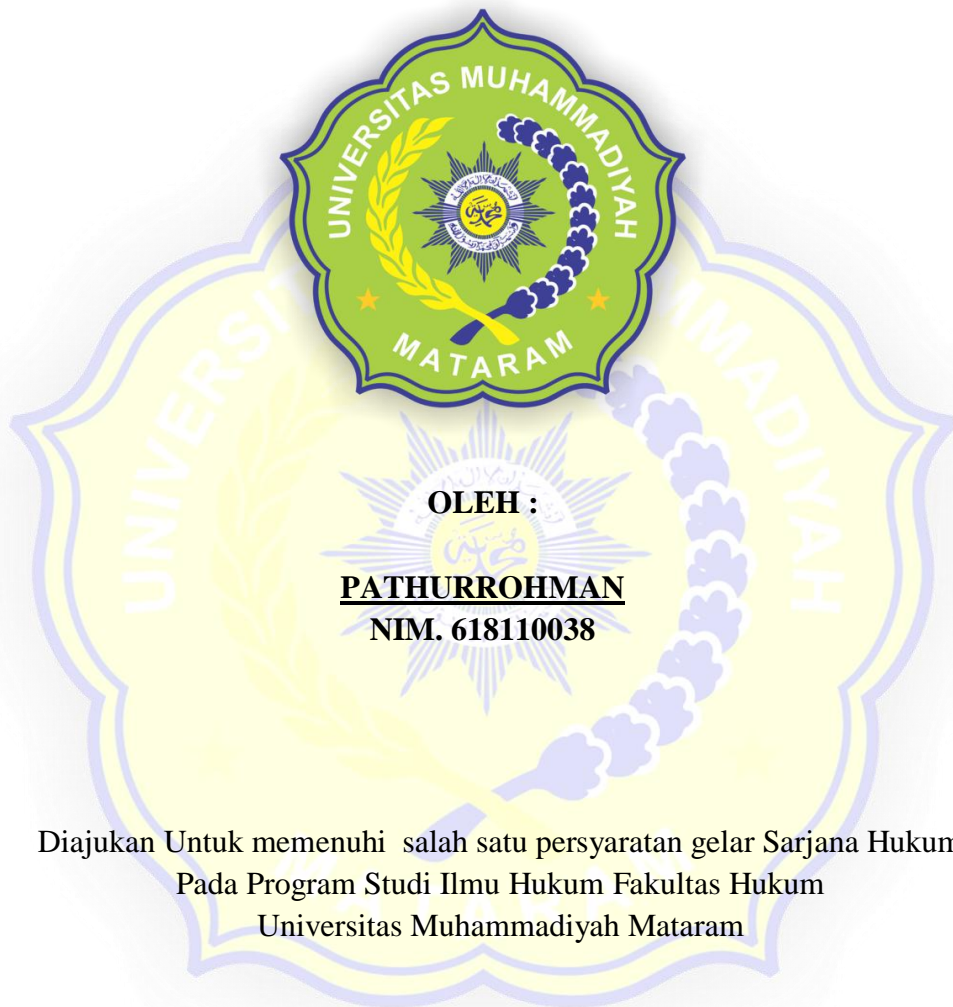 UNIVERSITAS MUHAMMADIYAH
MATARAM
OLEH :
PATHURROHMAN
NIM. 618110038
Diajukan Untuk memenuhi  salah satu persyaratan gelar Sarjana Hukum
Pada Program Studi Ilmu Hukum Fakultas Hukum
Universitas Muhammadiyah Mataram